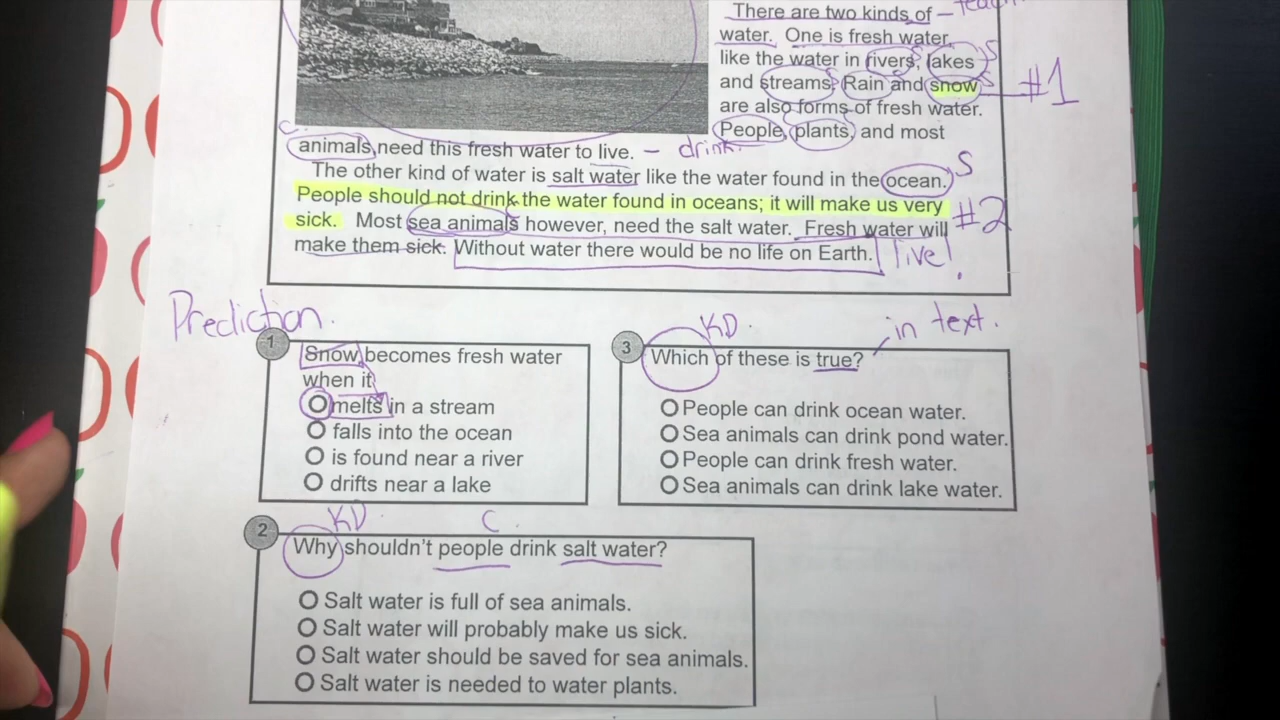 There are two kinds of –
water. One is fresh water
like the water in rivers, lakes S
and streams. Rain and snow #1
are also forms of fresh water.
People, plants, and most
C.
animals, need this fresh water to live. – drink.
The other kind of water is salt water like the water found in the ocean. S
People should not drink the water found in oceans; it will make us very
sick. Most sea animals however, need the salt water. Fresh water will #2
make them sick. Without water there would be no life on Earth. live!
Prediction.
1
Snow becomes fresh water
when it
melts in a stream
falls into the ocean
is found near a river
drifts near a lake
KD. in text.
3
Which of these is true?
People can drink ocean water.
Sea animals can drink pond water.
People can drink fresh water.
Sea animals can drink lake water.
KD. C.
2
Why shouldn't people drink salt water?
Salt water is full of sea animals.
Salt water will probably make us sick.
Salt water should be saved for sea animals.
Salt water is needed to water plants.